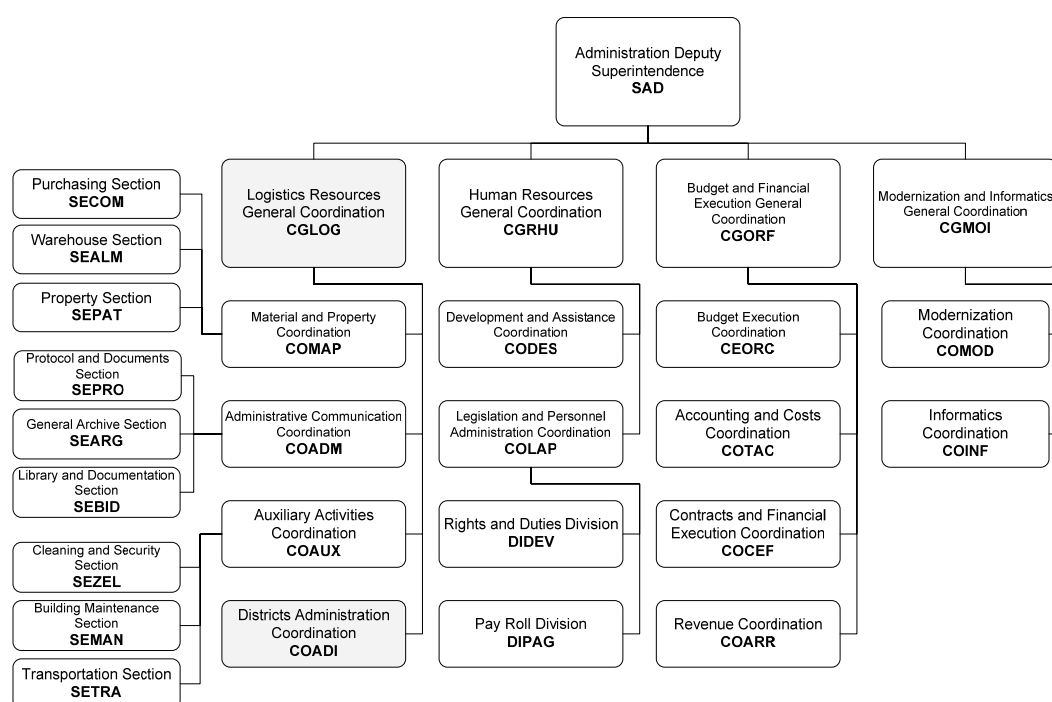 Administration Deputy
Superintendence
SAD
Purchasing Section
SECOM
Warehouse Section
SEALM
Property Section
SEPAT
Protocol and Documents
Section
SEPRO
General Archive Section
SEARG
Library and Documentation
Section
SEBID
Cleaning and Security
Section
SEZEL
Building Maintenance
Section
SEMAN
Transportation Section
SETRA
Logistics Resources
General Coordination
CGLOG
Material and Property
Coordination
COMAP
Administrative Communication
Coordination
COADM
Auxiliary Activities
Coordination
COAUX
Districts Administration
Coordination
COADI
Human Resources
General Coordination
CGRHU
Development and Assistance
Coordination
CODES
Legislation and Personnel
Administration Coordination
COLAP
Rights and Duties Division
DIDEV
Pay Roll Division
DIPAG
Budget and Financial
Execution General
Coordination
CGORF
Budget Execution
Coordination
CEORC
Accounting and Costs
Coordination
COTAC
Contracts and Financial
Execution Coordination
COCEF
Revenue Coordination
COARR
Modernization and Informatics
General Coordination
CGMOI
Modernization
Coordination
COMOD
Informatics
Coordination
COINF